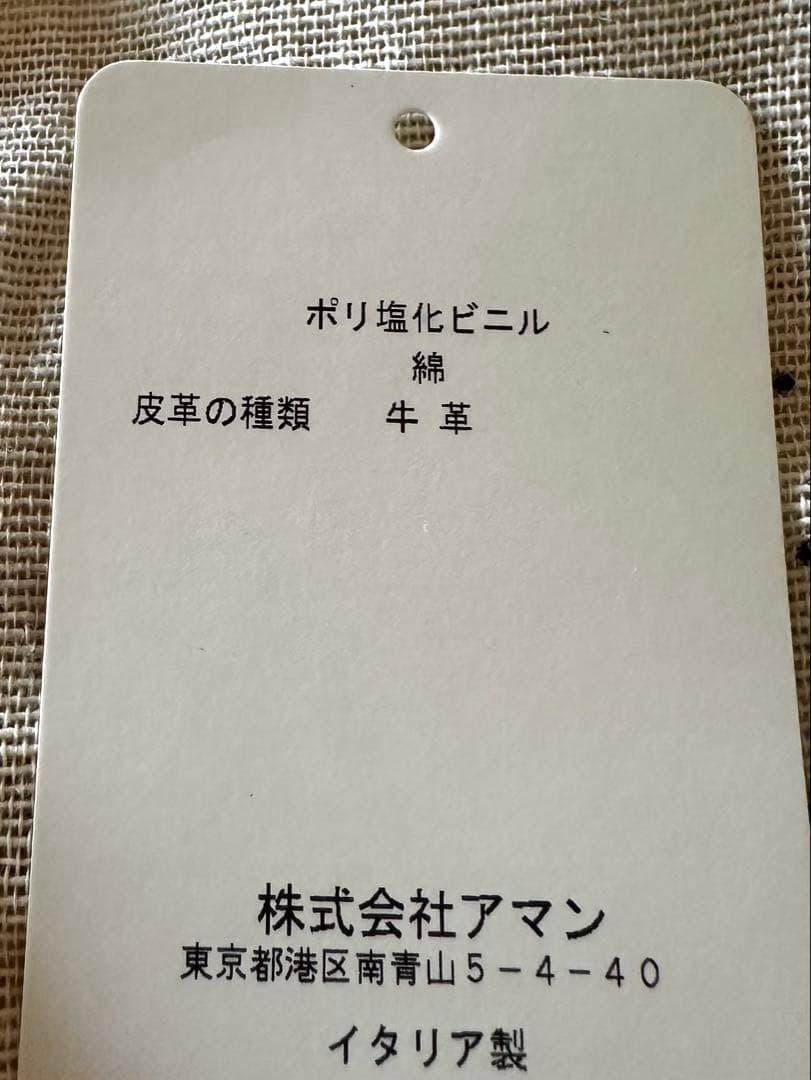 ポリ塩化ビニル
綿
皮革の種類　　牛 革
株式会社アマン
東京都港区南青山５－４－４０
イタリア製